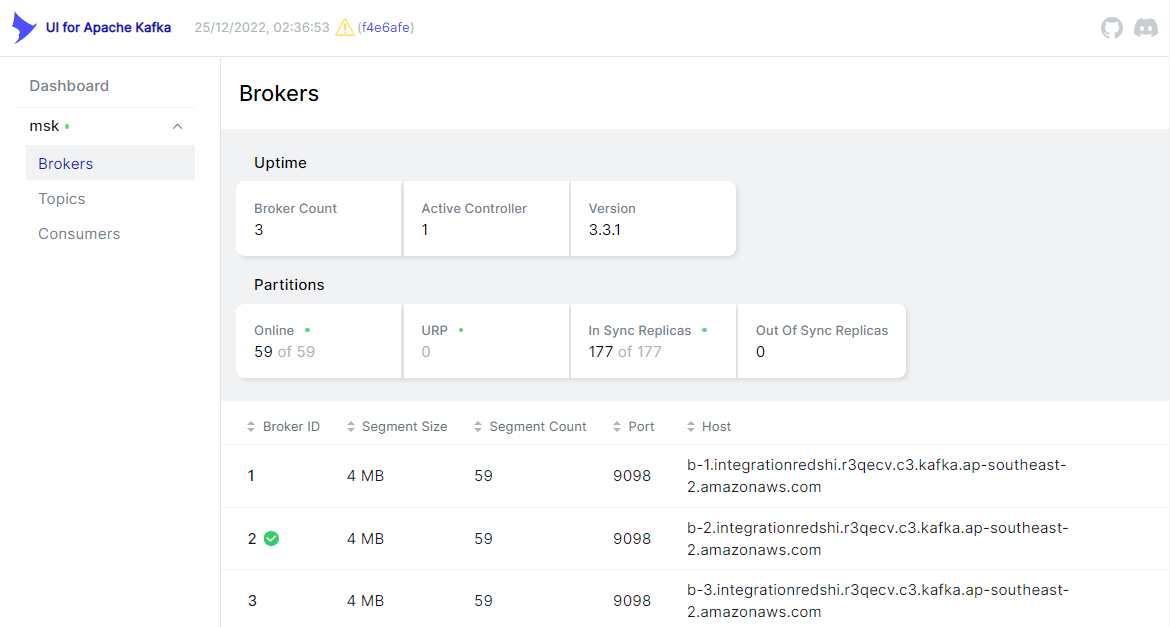 UI for Apache Kafka 25/12/2022, 02:36:53 (f4e6afe)
Dashboard
msk
Brokers
Topics
Consumers
Brokers
Uptime
Broker Count Active Controller Version
3 1 3.3.1
Partitions
Online URP In Sync Replicas Out Of Sync Replicas
59 of 59 0 177 of 177 0
Broker ID Segment Size Segment Count Port Host
1 4 MB 59 9098 b-1.integrationredshi.r3qecv.c3.kafka.ap-southeast-
2.amazonaws.com
2 4 MB 59 9098 b-2.integrationredshi.r3qecv.c3.kafka.ap-southeast-
2.amazonaws.com
3 4 MB 59 9098 b-3.integrationredshi.r3qecv.c3.kafka.ap-southeast-
2.amazonaws.com